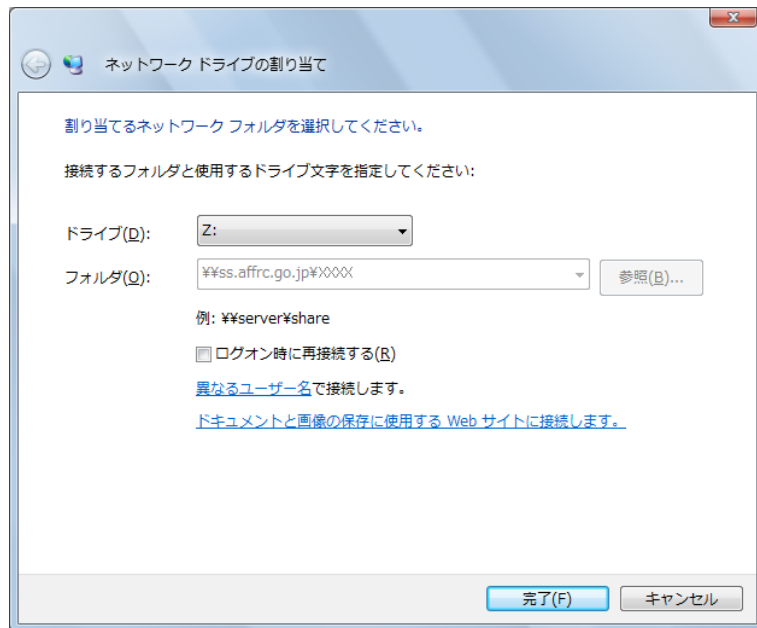 ネットワーク ドライブの割り当て
割り当てるネットワーク フォルダを選択してください。
接続するフォルダと使用するドライブ文字を指定してください:
ドライブ(D): Z:
フォルダ(O): ¥¥ss.affrc.go.jp¥XXXX 参照(B)...
例: ¥¥server¥share
ログオン時に再接続する(R)
異なるユーザー名で接続します。
ドキュメントと画像の保存に使用する Web サイトに接続します。
完了(F) キャンセル